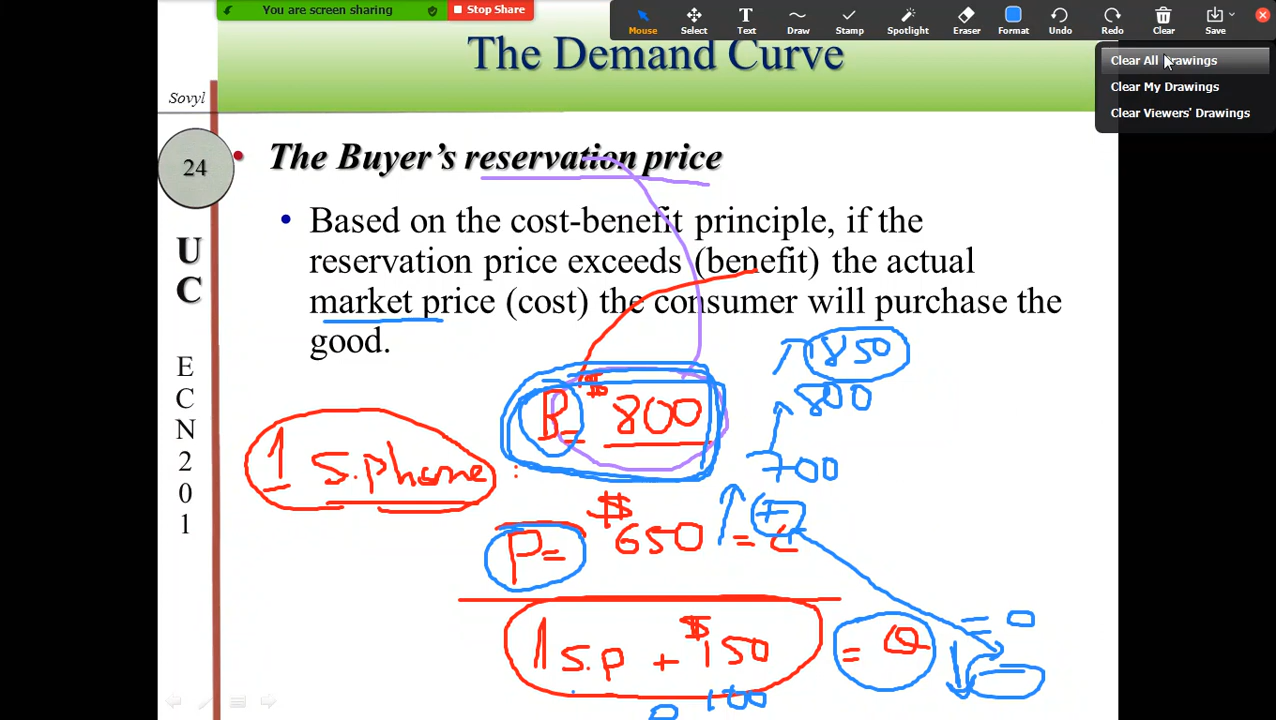 You are screen sharing Stop Share
Mouse Select Text Draw Stamp Spotlight Eraser Format Undo Redo Clear Save
Clear All Drawings
Clear My Drawings
Clear Viewers' Drawings
The Demand Curve
Sovyl
24
UC
ECN201
• The Buyer's reservation price
• Based on the cost-benefit principle, if the
reservation price exceeds (benefit) the actual
market price (cost) the consumer will purchase the
good.
850
800
B = $800
1 S.phone
700
P = $650 = c
+
1 S.p + $150 = Q
= 0
0 100